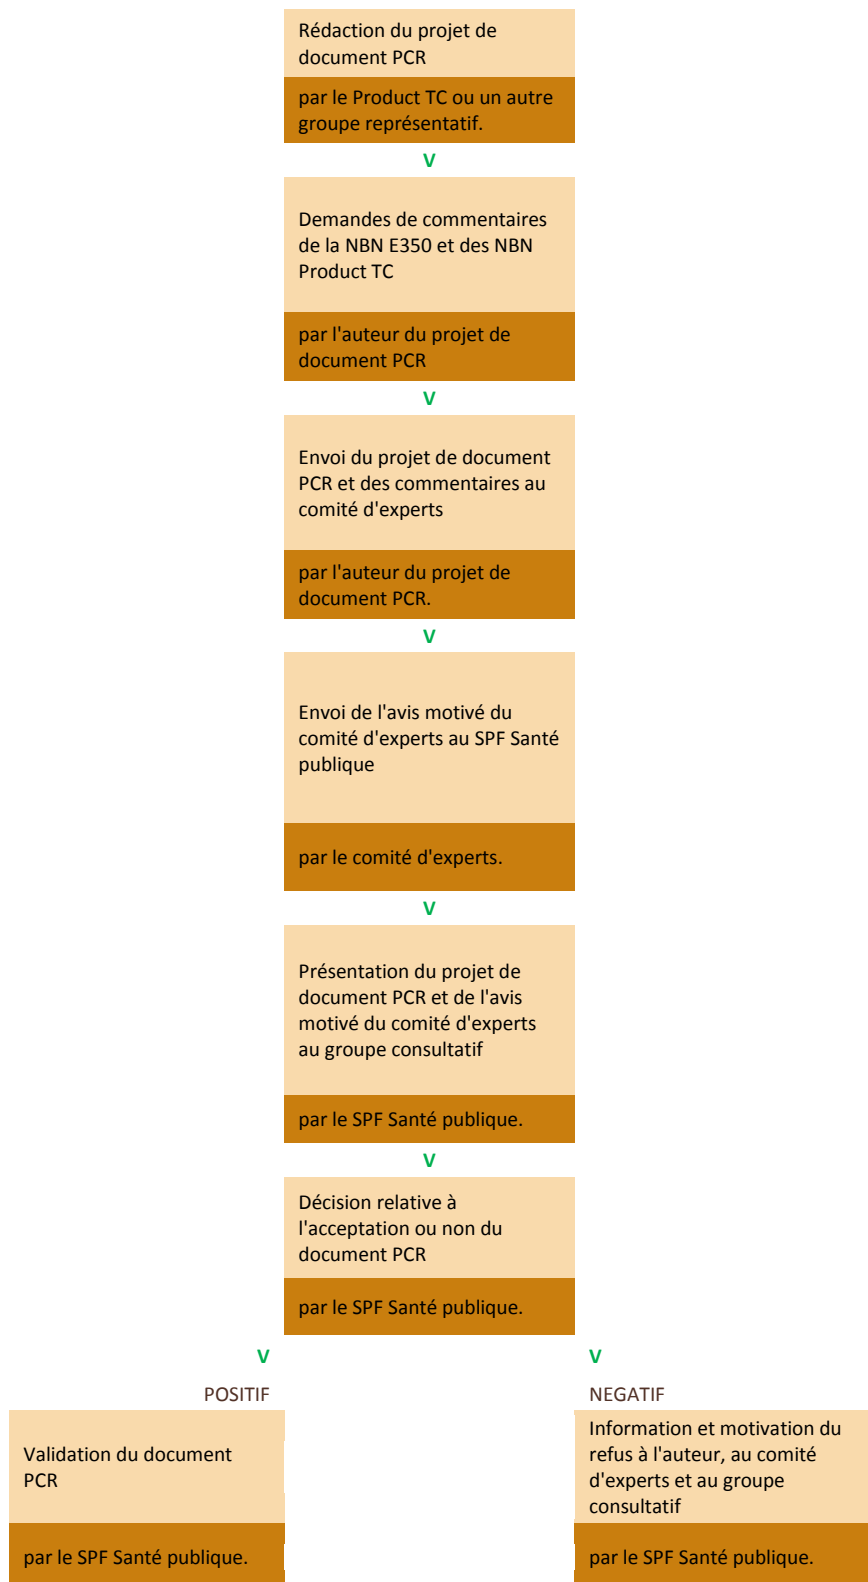 Rédaction du projet de
document PCR
par le Product TC ou un autre
groupe représentatif.
V
Demandes de commentaires
de la NBN E350 et des NBN
Product TC
par l'auteur du projet de
document PCR
V
Envoi du projet de document
PCR et des commentaires au
comité d'experts
par l'auteur du projet de
document PCR.
V
Envoi de l'avis motivé du
comité d'experts au SPF Santé
publique
par le comité d'experts.
V
Présentation du projet de
document PCR et de l'avis
motivé du comité d'experts
au groupe consultatif
par le SPF Santé publique.
V
Décision relative à
l'acceptation ou non du
document PCR
par le SPF Santé publique.
V
POSITIF
Validation du document
PCR
par le SPF Santé publique.
V
NEGATIF
Information et motivation du
refus à l'auteur, au comité
d'experts et au groupe
consultatif
par le SPF Santé publique.